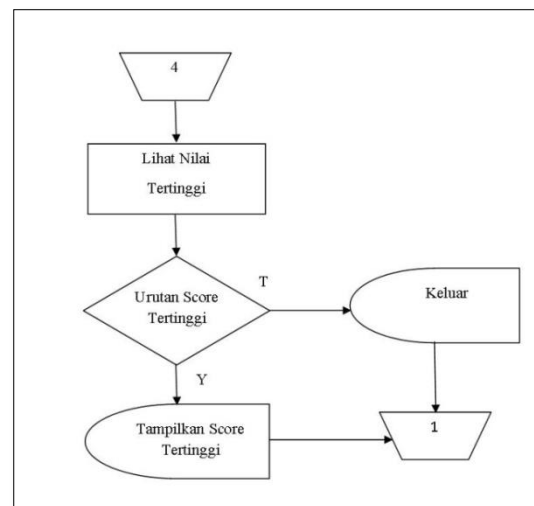 4
Lihat Nilai
Tertinggi
Urutan Score
Tertinggi
T
Keluar
Y
Tampilkan Score
Tertinggi
1